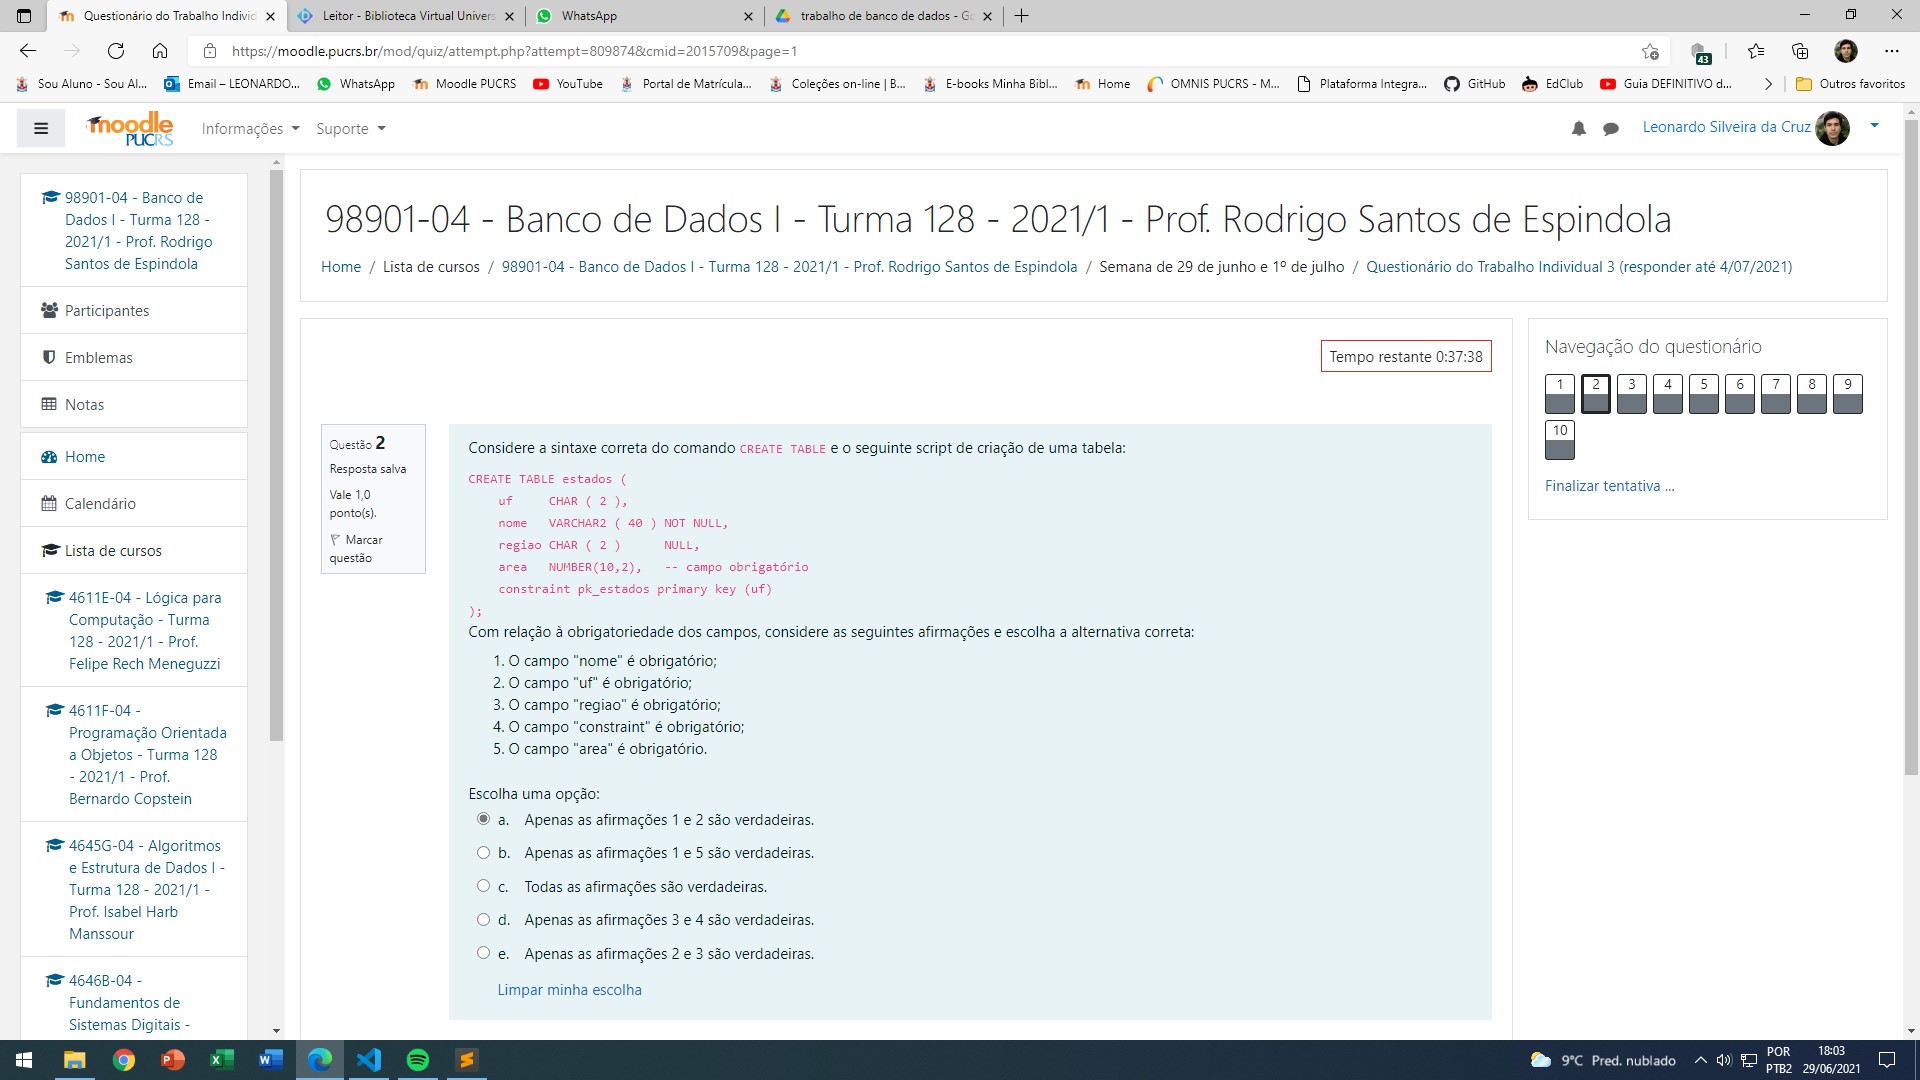 Questionário do Trabalho Individ
Leitor - Biblioteca Virtual Univers
WhatsApp
trabalho de banco de dados - Go
https://moodle.pucrs.br/mod/quiz/attempt.php?attempt=809874&cmid=2015709&page=1
43
Sou Aluno - Sou Al...
Email – LEONARDO...
WhatsApp
Moodle PUCRS
YouTube
Portal de Matrícula...
Coleções on-line | B...
E-books Minha Bibl...
Home
OMNIS PUCRS - M...
Plataforma Integra...
GitHub
EdClub
Guia DEFINITIVO d...
Outros favoritos
moodle
PUCRS
Informações
Suporte
Leonardo Silveira da Cruz
98901-04 - Banco de
Dados I - Turma 128 -
2021/1 - Prof. Rodrigo
Santos de Espindola
Participantes
Emblemas
Notas
Home
Calendário
Lista de cursos
4611E-04 - Lógica para
Computação - Turma
128 - 2021/1 - Prof.
Felipe Rech Meneguzzi
4611F-04 -
Programação Orientada
a Objetos - Turma 128
- 2021/1 - Prof.
Bernardo Copstein
4645G-04 - Algoritmos
e Estrutura de Dados I -
Turma 128 - 2021/1 -
Prof. Isabel Harb
Manssour
4646B-04 -
Fundamentos de
Sistemas Digitais -
98901-04 - Banco de Dados I - Turma 128 - 2021/1 - Prof. Rodrigo Santos de Espindola
Home / Lista de cursos / 98901-04 - Banco de Dados I - Turma 128 - 2021/1 - Prof. Rodrigo Santos de Espindola / Semana de 29 de junho e 1º de julho / Questionário do Trabalho Individual 3 (responder até 4/07/2021)
Tempo restante 0:37:38
Questão 2
Resposta salva
Vale 1,0
ponto(s).
Marcar
questão
Considere a sintaxe correta do comando CREATE TABLE e o seguinte script de criação de uma tabela:
CREATE TABLE estados (
uf CHAR ( 2 ),
nome VARCHAR2 ( 40 ) NOT NULL,
regiao CHAR ( 2 ) NULL,
area NUMBER(10,2), -- campo obrigatório
constraint pk_estados primary key (uf)
);
Com relação à obrigatoriedade dos campos, considere as seguintes afirmações e escolha a alternativa correta:
1. O campo "nome" é obrigatório;
2. O campo "uf" é obrigatório;
3. O campo "regiao" é obrigatório;
4. O campo "constraint" é obrigatório;
5. O campo "area" é obrigatório.
Escolha uma opção:
a. Apenas as afirmações 1 e 2 são verdadeiras.
b. Apenas as afirmações 1 e 5 são verdadeiras.
c. Todas as afirmações são verdadeiras.
d. Apenas as afirmações 3 e 4 são verdadeiras.
e. Apenas as afirmações 2 e 3 são verdadeiras.
Limpar minha escolha
Navegação do questionário
1 2 3 4 5 6 7 8 9
10
Finalizar tentativa ...
9°C Pred. nublado
POR
PTB2
18:03
29/06/2021